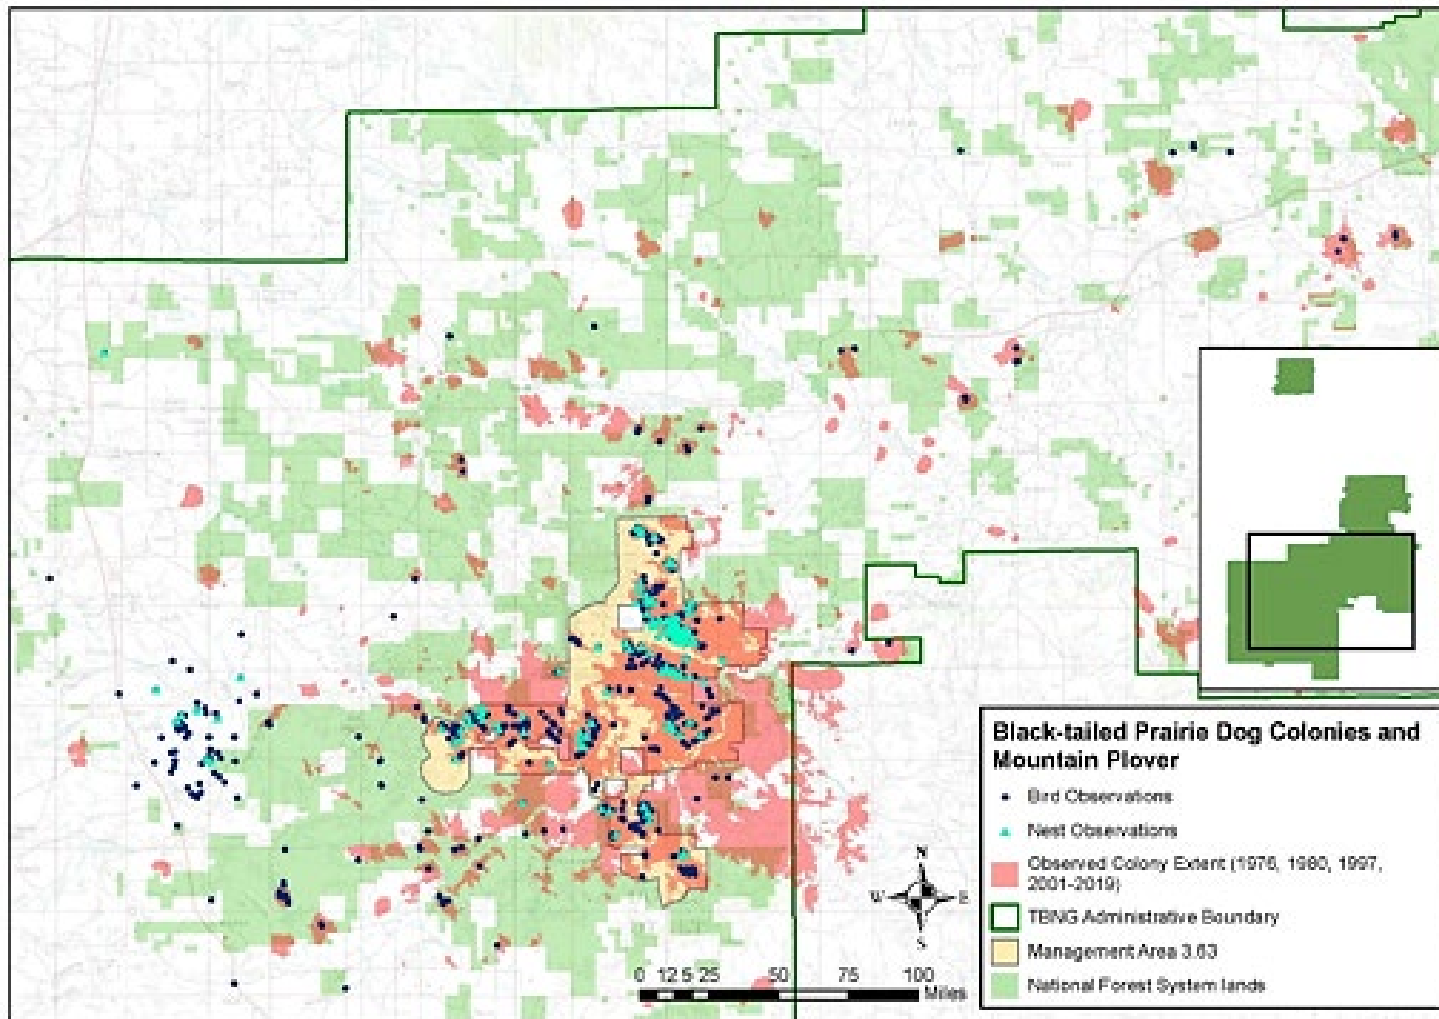 N
W E
S
0 12.5 25 50 75 100
Miles
Black-tailed Prairie Dog Colonies and
Mountain Plover
Bird Observations
Nest Observations
Observed Colony Extent (1976, 1980, 1997,
2001-2019)
TBNG Administrative Boundary
Management Area 3.63
National Forest System lands